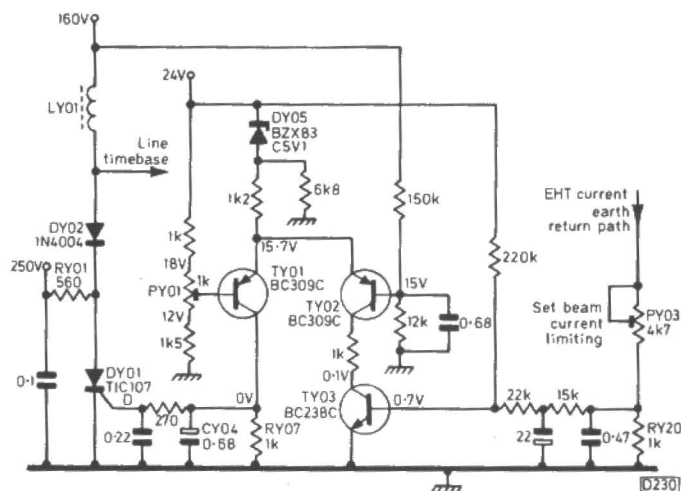 160V
24V
LY01
DY05
BZX83
C5V1
Line
timebase
1k2
6k8
150k
EHT current
earth
return path
DY02
1N4004
1k
15·7V
220k
250V
RY01
560
18V
1k
PY01
TY01
BC309C
15V
TY02
BC309C
12k
0·68
Set beam
current
limiting
PY03
4k7
12V
1k5
DY01
TIC107
1k
0·1V
0·1
0
0V
TY03
BC238C
0·7V
22k
15k
270
0·22
CY04
0·68
RY07
1k
22
0·47
RY20
1k
D230